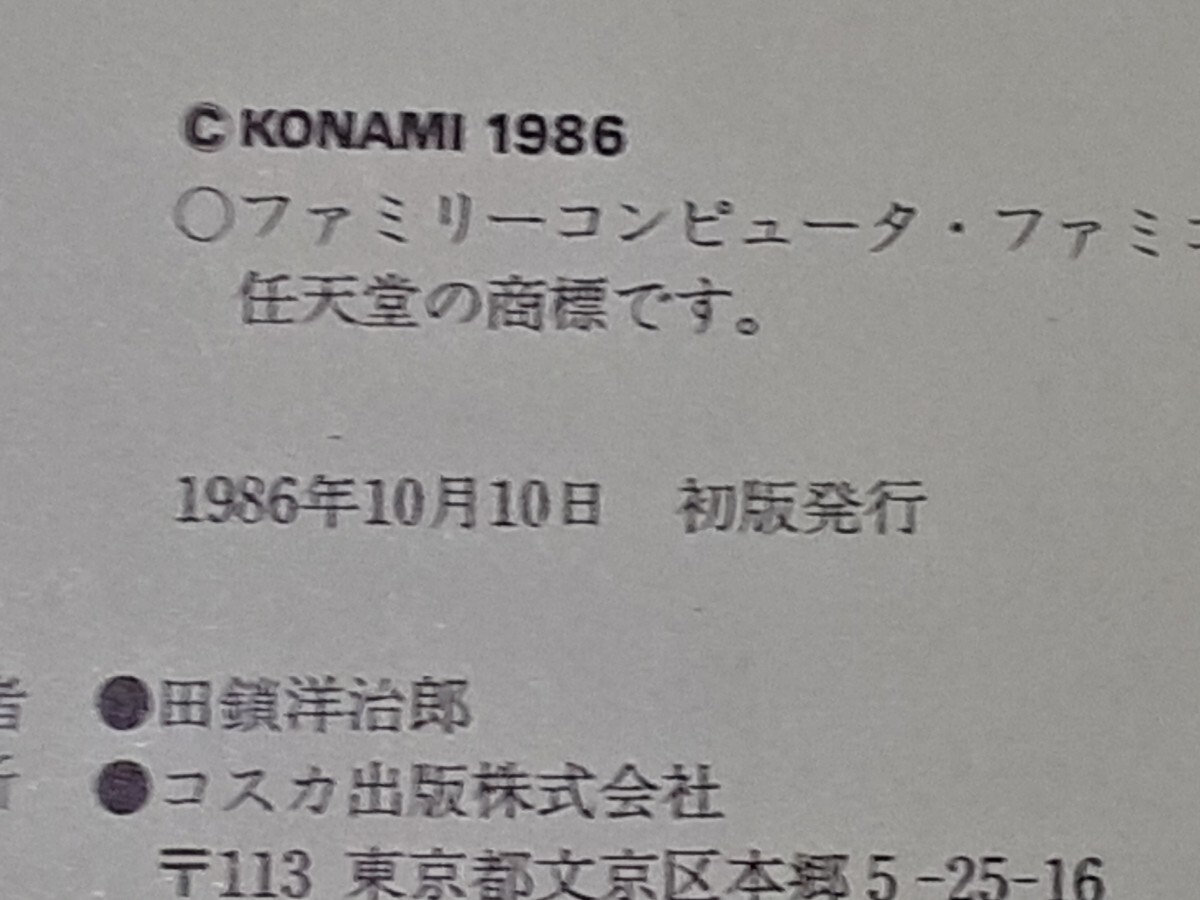 C KONAMI 1986
○ファミリーコンピュータ・ファミコ
任天堂の商標です。
1986年10月10日 初版発行
者 ●田鎖洋治郎
●コスカ出版株式会社
〒113 東京都文京区本郷5-25-16